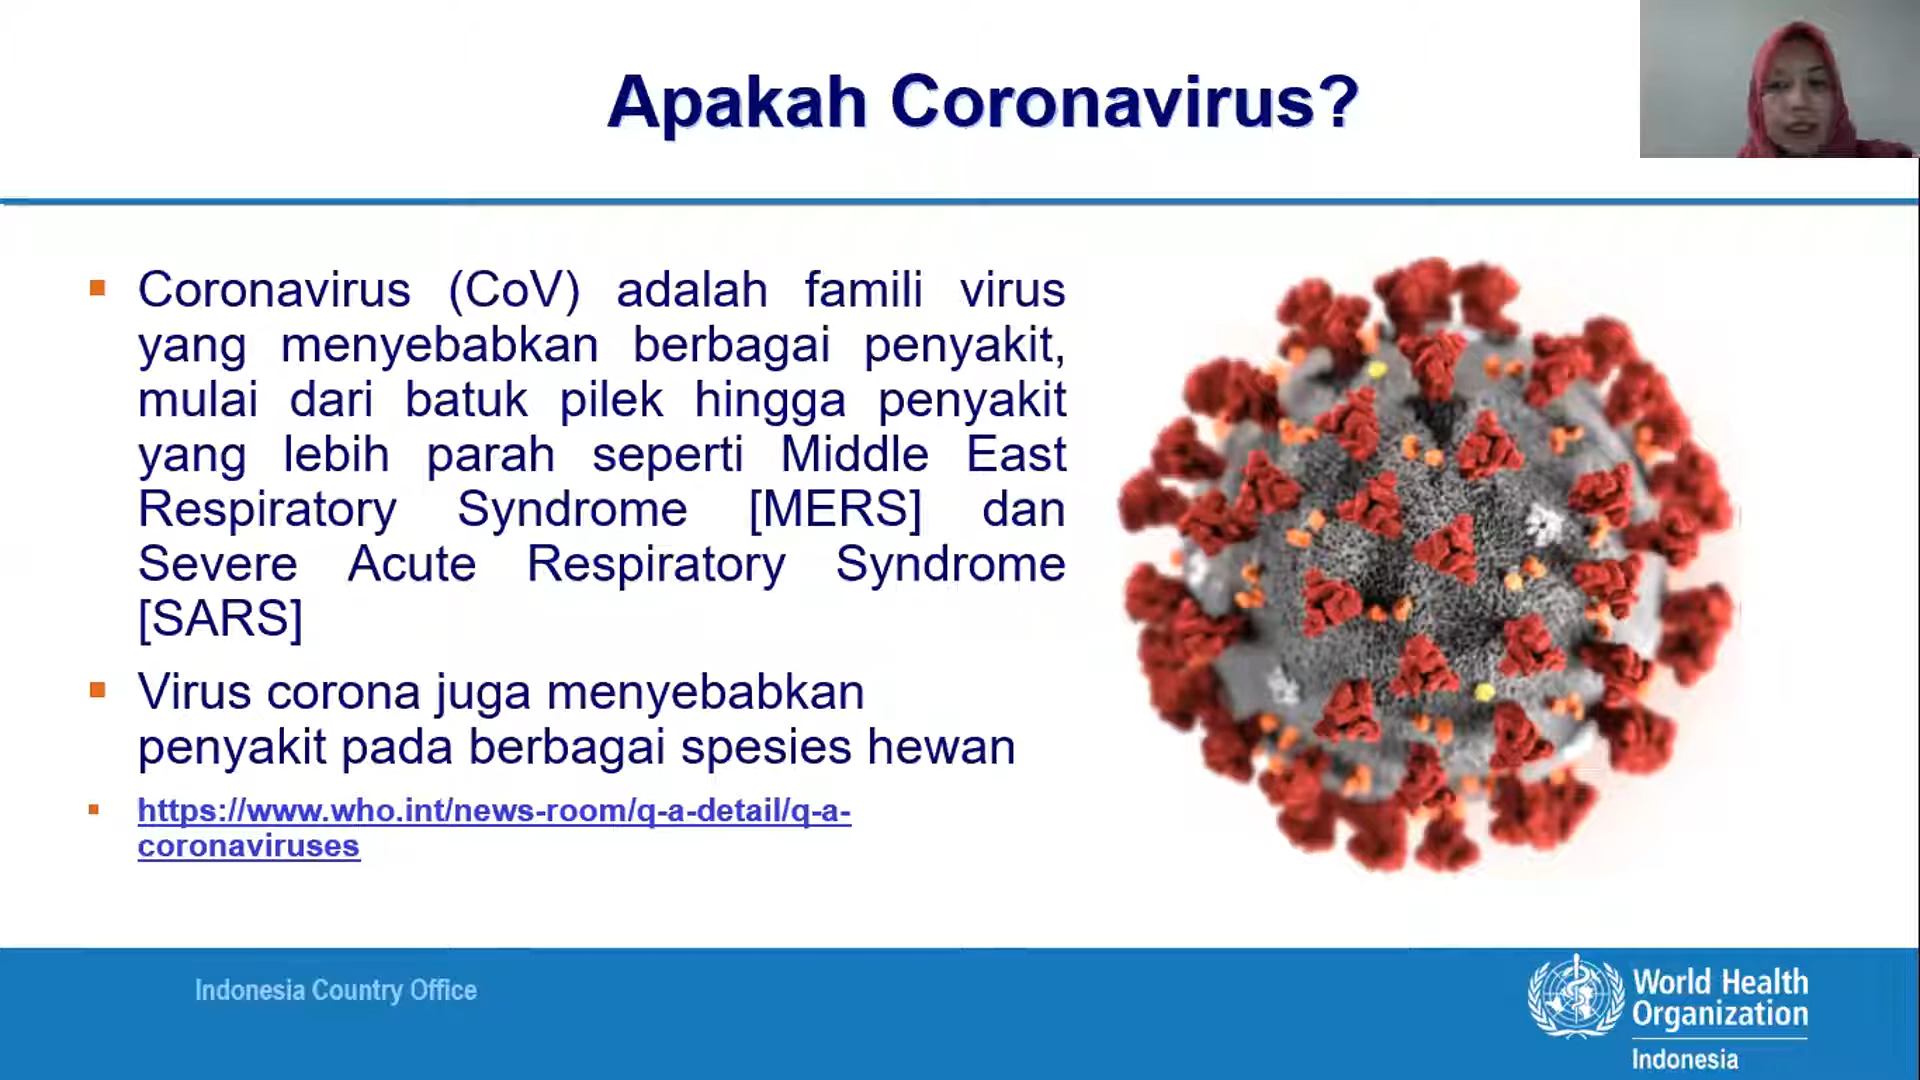 Apakah Coronavirus?
Coronavirus (CoV) adalah famili virus
yang menyebabkan berbagai penyakit,
mulai dari batuk pilek hingga penyakit
yang lebih parah seperti Middle East
Respiratory Syndrome [MERS] dan
Severe Acute Respiratory Syndrome
[SARS]
Virus corona juga menyebabkan
penyakit pada berbagai spesies hewan
https://www.who.int/news-room/q-a-detail/q-a-
coronaviruses
Indonesia Country Office
World Health
Organization
Indonesia